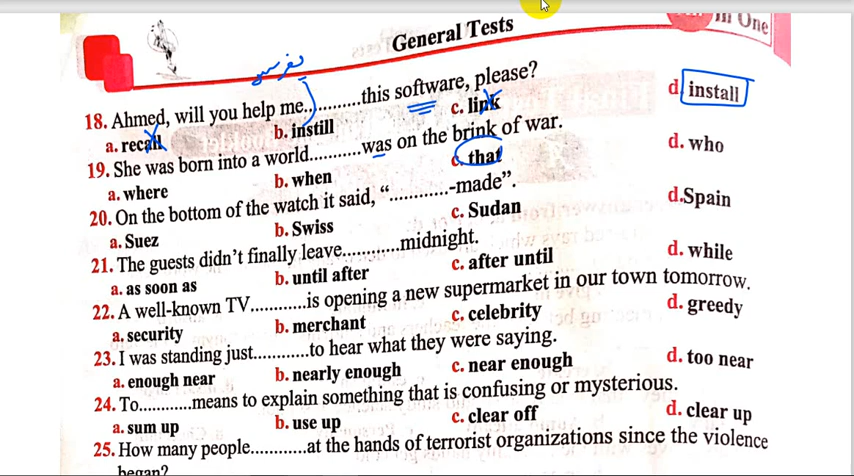 General Tests
in One
18. Ahmed, will you help me............this software, please?
a. recall b. instill c. link d. install
19. She was born into a world..........was on the brink of war.
a. where b. when c. that d. who
20. On the bottom of the watch it said, “............-made”.
a. Suez b. Swiss c. Sudan d.Spain
21. The guests didn’t finally leave............midnight.
a. as soon as b. until after c. after until d. while
22. A well-known TV...........is opening a new supermarket in our town tomorrow.
a. security b. merchant c. celebrity d. greedy
23. I was standing just............to hear what they were saying.
a. enough near b. nearly enough c. near enough d. too near
24. To............means to explain something that is confusing or mysterious.
a. sum up b. use up c. clear off d. clear up
25. How many people............at the hands of terrorist organizations since the violence
began?